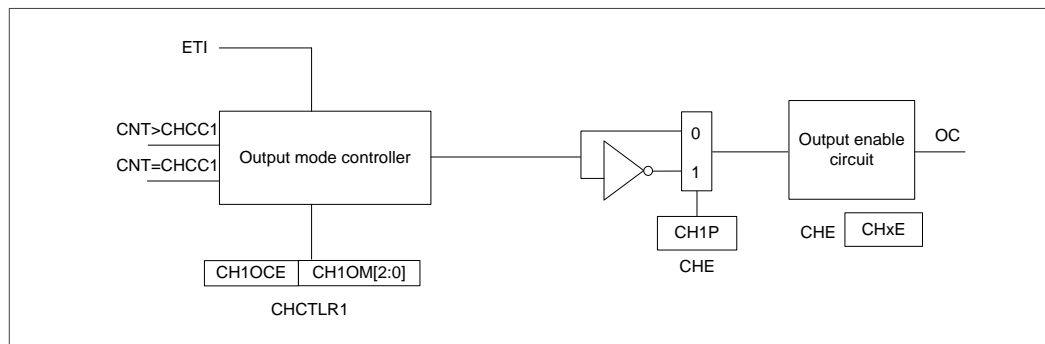 ETI
CNT>CHCC1
CNT=CHCC1
Output mode controller
CH1OCE
CH1OM[2:0]
CHCTLR1
0
1
CH1P
CHE
Output enable
circuit
OC
CHE
CHxE